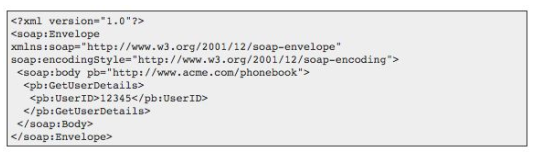 <?xml version="1.0"?>
<soap:Envelope
xmlns:soap="http://www.w3.org/2001/12/soap-envelope"
soap:encodingStyle="http://www.w3.org/2001/12/soap-encoding">
<soap:body pb="http://www.acme.com/phonebook">
<pb:GetUserDetails>
<pb:UserID>12345</pb:UserID>
</pb:GetUserDetails>
</soap:Body>
</soap:Envelope>